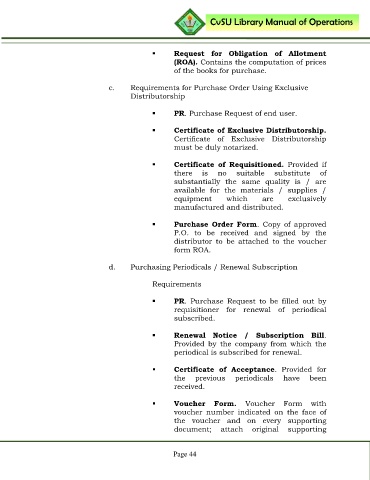 CvSU Library Manual of Operations
▪ Request for Obligation of Allotment
(ROA). Contains the computation of prices
of the books for purchase.
c. Requirements for Purchase Order Using Exclusive
Distributorship
▪ PR. Purchase Request of end user.
▪ Certificate of Exclusive Distributorship.
Certificate of Exclusive Distributorship
must be duly notarized.
▪ Certificate of Requisitioned. Provided if
there is no suitable substitute of
substantially the same quality is / are
available for the materials / supplies /
equipment which are exclusively
manufactured and distributed.
▪ Purchase Order Form. Copy of approved
P.O. to be received and signed by the
distributor to be attached to the voucher
form ROA.
d. Purchasing Periodicals / Renewal Subscription
Requirements
▪ PR. Purchase Request to be filled out by
requisitioner for renewal of periodical
subscribed.
▪ Renewal Notice / Subscription Bill.
Provided by the company from which the
periodical is subscribed for renewal.
▪ Certificate of Acceptance. Provided for
the previous periodicals have been
received.
▪ Voucher Form. Voucher Form with
voucher number indicated on the face of
the voucher and on every supporting
document; attach original supporting
Page 44